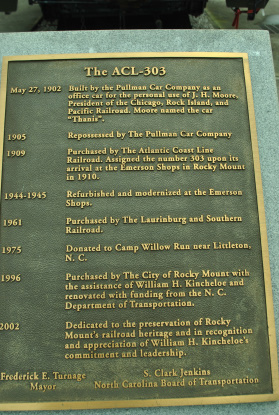 The ACL-303
May 27, 1902 Built by the Pullman Car Company as an
office car for the personal use of J. H. Moore,
President of the Chicago, Rock Island, and
Pacific Railroad. Moore named the car
"Thanis".
1905 Repossessed by The Pullman Car Company
1909 Purchased by The Atlantic Coast Line
Railroad. Assigned the number 303 upon its
arrival at the Emerson Shops in Rocky Mount
in 1910.
1944-1945 Refurbished and modernized at the Emerson
Shops.
1961 Purchased by The Laurinburg and Southern
Railroad.
1975 Donated to Camp Willow Run near Littleton,
N. C.
1996 Purchased by The City of Rocky Mount with
the assistance of William H. Kincheloe and
renovated with funding from the N. C.
Department of Transportation.
2002 Dedicated to the preservation of Rocky
Mount's railroad heritage and in recognition
and appreciation of William H. Kincheloe's
commitment and leadership.
Frederick E. Turnage S. Clark Jenkins
Mayor North Carolina Board of Transportation